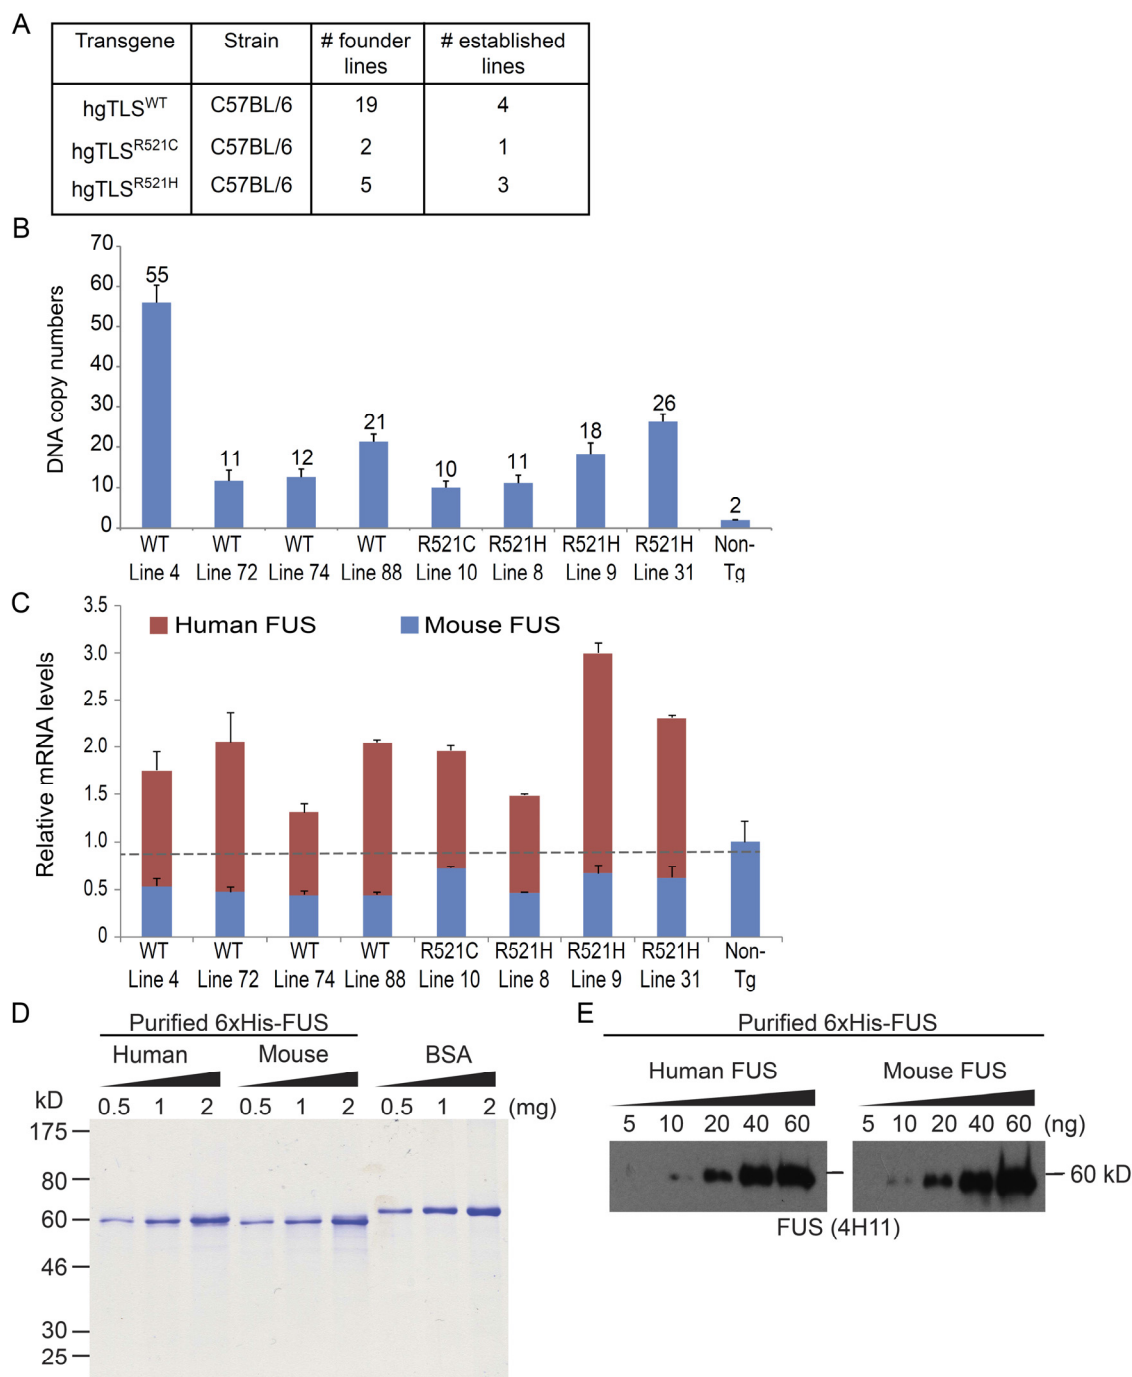 A
Transgene Strain # founder lines # established lines
hgTLS^WT C57BL/6 19 4
hgTLS^R521C C57BL/6 2 1
hgTLS^R521H C57BL/6 5 3
B
DNA copy numbers
70
60
50
40
30
20
10
0
55 11 12 21 10 11 18 26 2
WT WT WT WT R521C R521H R521H R521H Non-
Line 4 Line 72 Line 74 Line 88 Line 10 Line 8 Line 9 Line 31 Tg
C
Relative mRNA levels
3.5
3.0
2.5
2.0
1.5
1.0
0.5
0
Human FUS Mouse FUS
WT WT WT WT R521C R521H R521H R521H Non-
Line 4 Line 72 Line 74 Line 88 Line 10 Line 8 Line 9 Line 31 Tg
D
Purified 6xHis-FUS
Human Mouse BSA
kD 0.5 1 2 0.5 1 2 0.5 1 2 (mg)
175
80
60
46
30
25
E
Purified 6xHis-FUS
Human FUS Mouse FUS
5 10 20 40 60 5 10 20 40 60 (ng)
60 kD
FUS (4H11)